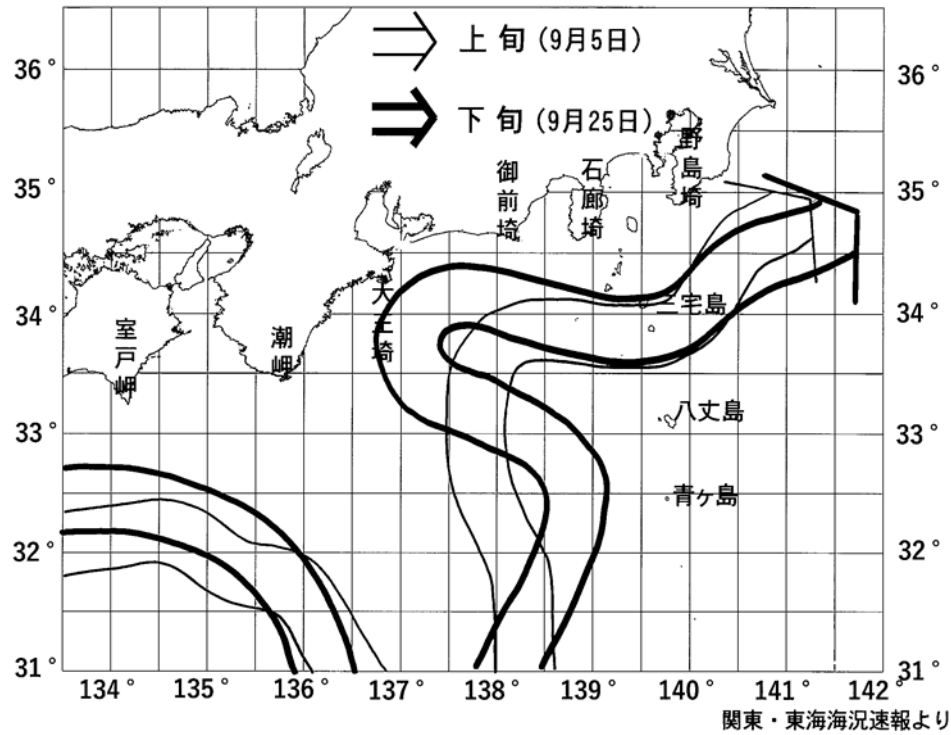 上旬(9月5日)
下旬(9月25日)
36°
36°
35°
35°
34°
34°
33°
33°
32°
32°
31°
31°
野島埼
石廊埼
御前埼
大王埼
潮岬
室戸岬
三宅島
八丈島
青ヶ島
134°
135°
136°
137°
138°
139°
140°
141°
142°
関東・東海海況速報より